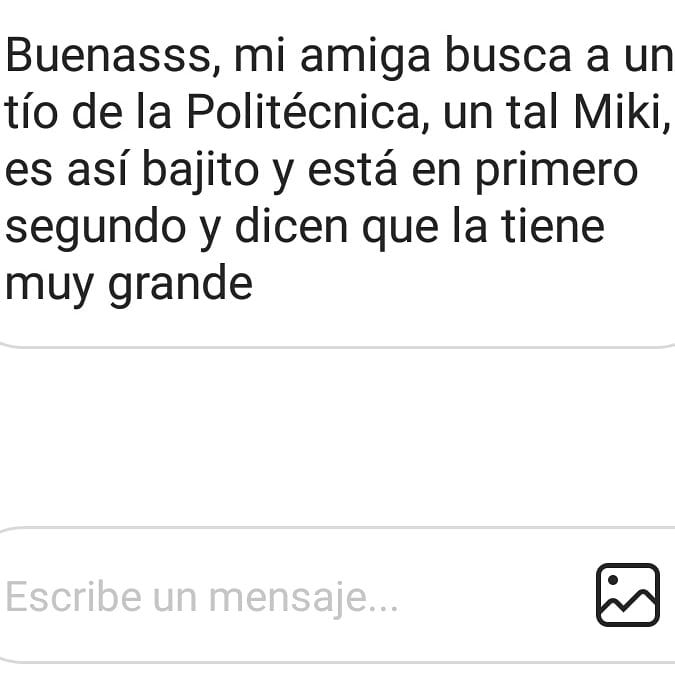 Buenasss, mi amiga busca a un
tío de la Politécnica, un tal Miki,
es así bajito y está en primero
segundo y dicen que la tiene
muy grande
Escribe un mensaje...